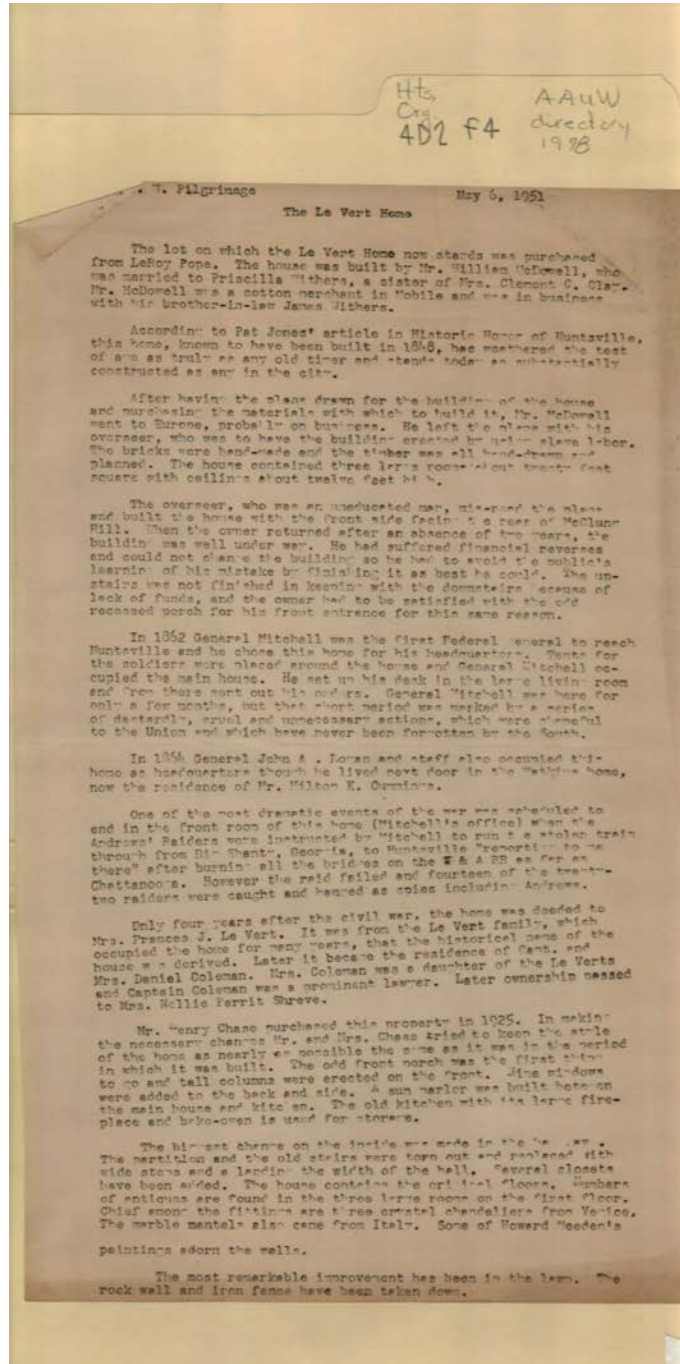 Hts,
Org
4D2 F4
AAUW
directory
1978
. . W. Pilgrimage May 6, 1951
The Le Vert Home
The lot on which the Le Vert Home now stands was purchased
from LeRoy Pope. The house was built by Mr. William McDowell, who
was married to Priscilla Withers, a sister of Mrs. Clement C. Clay.
Mr. McDowell was a cotton merchant in Mobile and was in business
with his brother-in-law James Withers.
According to Pat Jones' article in Historic Homes of Huntsville,
this home, known to have been built in 1848, has weathered the test
of age as truly as any old timer and stands today as substantially
constructed as any in the city.
After having the plans drawn for the building of the house
and purchasing the materials with which to build it, Mr. McDowell
went to Europe, probally on business. He left the plans with his
overseer, who was to have the building erected by using slave labor.
The bricks were hand-made and the timber was all hand-drawn and
planned. The house contained three large rooms about twenty feet
square with ceilings about twelve feet high.
The overseer, who was an uneducated man, mis-read the plans
and built the house with the front side facing the rear of McClung
Hill. When the owner returned after an absence of two years, the
building was well under way. He had suffered financial reverses
and could not change the building so he had to avoid the public's
learning of his mistake by finishing it as best he could. The up-
stairs was not finished in keeping with the downstairs because of
lack of funds, and the owner had to be satisfied with the odd
recessed porch for his front entrance for this same reason.
In 1862 General Mitchell was the first Federal general to reach
Huntsville and he chose this home for his headquarters. Tents for
the soldiers were placed around the house and General Mitchell oc-
cupied the main house. He set up his desk in the large living room
and from there sent out his orders. General Mitchell was here for
only a few months, but that short period was marked by a series
of dastardly, cruel and unnecessary actions, which were shameful
to the Union and which have never been forgotten by the South.
In 1864 General John A . Logan and staff also occupied this
home as headquarters though he lived next door in the Watkins home,
now the residence of Mr. Milton K. Cummings.
One of the most dramatic events of the war was scheduled to
end in the front room of this home (Mitchell's office) when the
Andrews' Raiders were instructed by Mitchell to run the stolen train
through from Big Shanty, Georgia, to Huntsville "reporting to me
there" after burning all the bridges on the W & A RR as far as
Chattanooga. However the raid failed and fourteen of the twenty-
two raiders were caught and hanged as spies including Andrews.
Only four years after the civil war, the home was deeded to
Mrs. Frances J. Le Vert. It was from the Le Vert family, which
occupied the home for many years, that the historical name of the
house was derived. Later it became the residence of Capt. and
Mrs. Daniel Coleman. Mrs. Coleman was a daughter of the Le Verts
and Captain Coleman was a prominent lawyer. Later ownership passed
to Mrs. Nellie Perrit Shreve.
Mr. Henry Chase purchased this property in 1925. In making
the necessary changes Mr. and Mrs. Chase tried to keep the style
of the home as nearly as possible the same as it was in the period
in which it was built. The odd front porch was the first thing
to go and tall columns were erected on the front. Nine windows
were added to the back and side. A sun parlor was built between
the main house and kitchen. The old kitchen with its large fire-
place and bake-oven is used for storage.
The biggest change on the inside was made in the
The partition and the old stairs were torn out and replaced with
wide steps and a landing the width of the hall. Several closets
have been added. The house contains the original floors. Numbers
of antiques are found in the three large rooms on the first floor.
Chief among the fittings are three crystal chandeliers from Venice.
The marble mantels also came from Italy. Some of Howard Weeden's
paintings adorn the walls.
The most remarkable improvement has been in the lawn. The
rock wall and iron fence have been taken down.